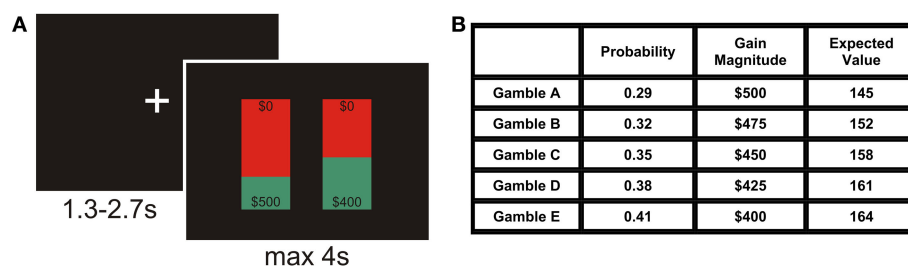 A
+
1.3-2.7s
$0 $0
$500 $400
max 4s
B
Probability Gain Magnitude Expected Value
Gamble A 0.29 $500 145
Gamble B 0.32 $475 152
Gamble C 0.35 $450 158
Gamble D 0.38 $425 161
Gamble E 0.41 $400 164